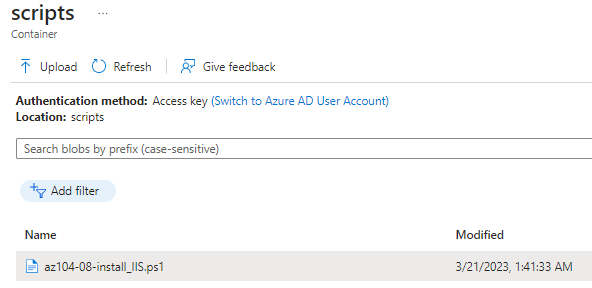 scripts ...
Container
Upload Refresh Give feedback
Authentication method: Access key (Switch to Azure AD User Account)
Location: scripts
Search blobs by prefix (case-sensitive)
Add filter
Name Modified
az104-08-install_IIS.ps1 3/21/2023, 1:41:33 AM